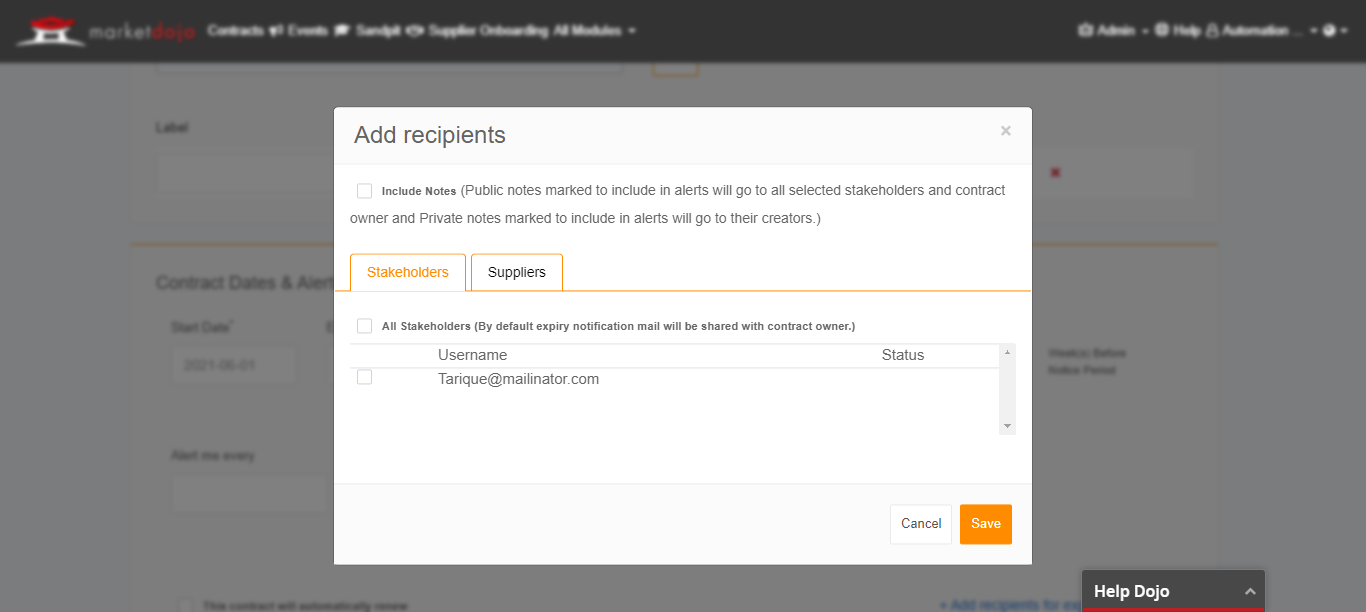 marketdojo Contracts Events Sandpit Supplier Onboarding All Modules Admin Help Automation ...
Label
Add recipients
×
Include Notes (Public notes marked to include in alerts will go to all selected stakeholders and contract
owner and Private notes marked to include in alerts will go to their creators.)
Stakeholders Suppliers
All Stakeholders (By default expiry notification mail will be shared with contract owner.)
Username Status
Tarique@mailinator.com
Cancel Save
Contract Dates & Alert
Start Date*
2021-06-01
Week(s) Before
Notice Period
Alert me every
This contract will automatically renew
+ Add recipients for
Help Dojo